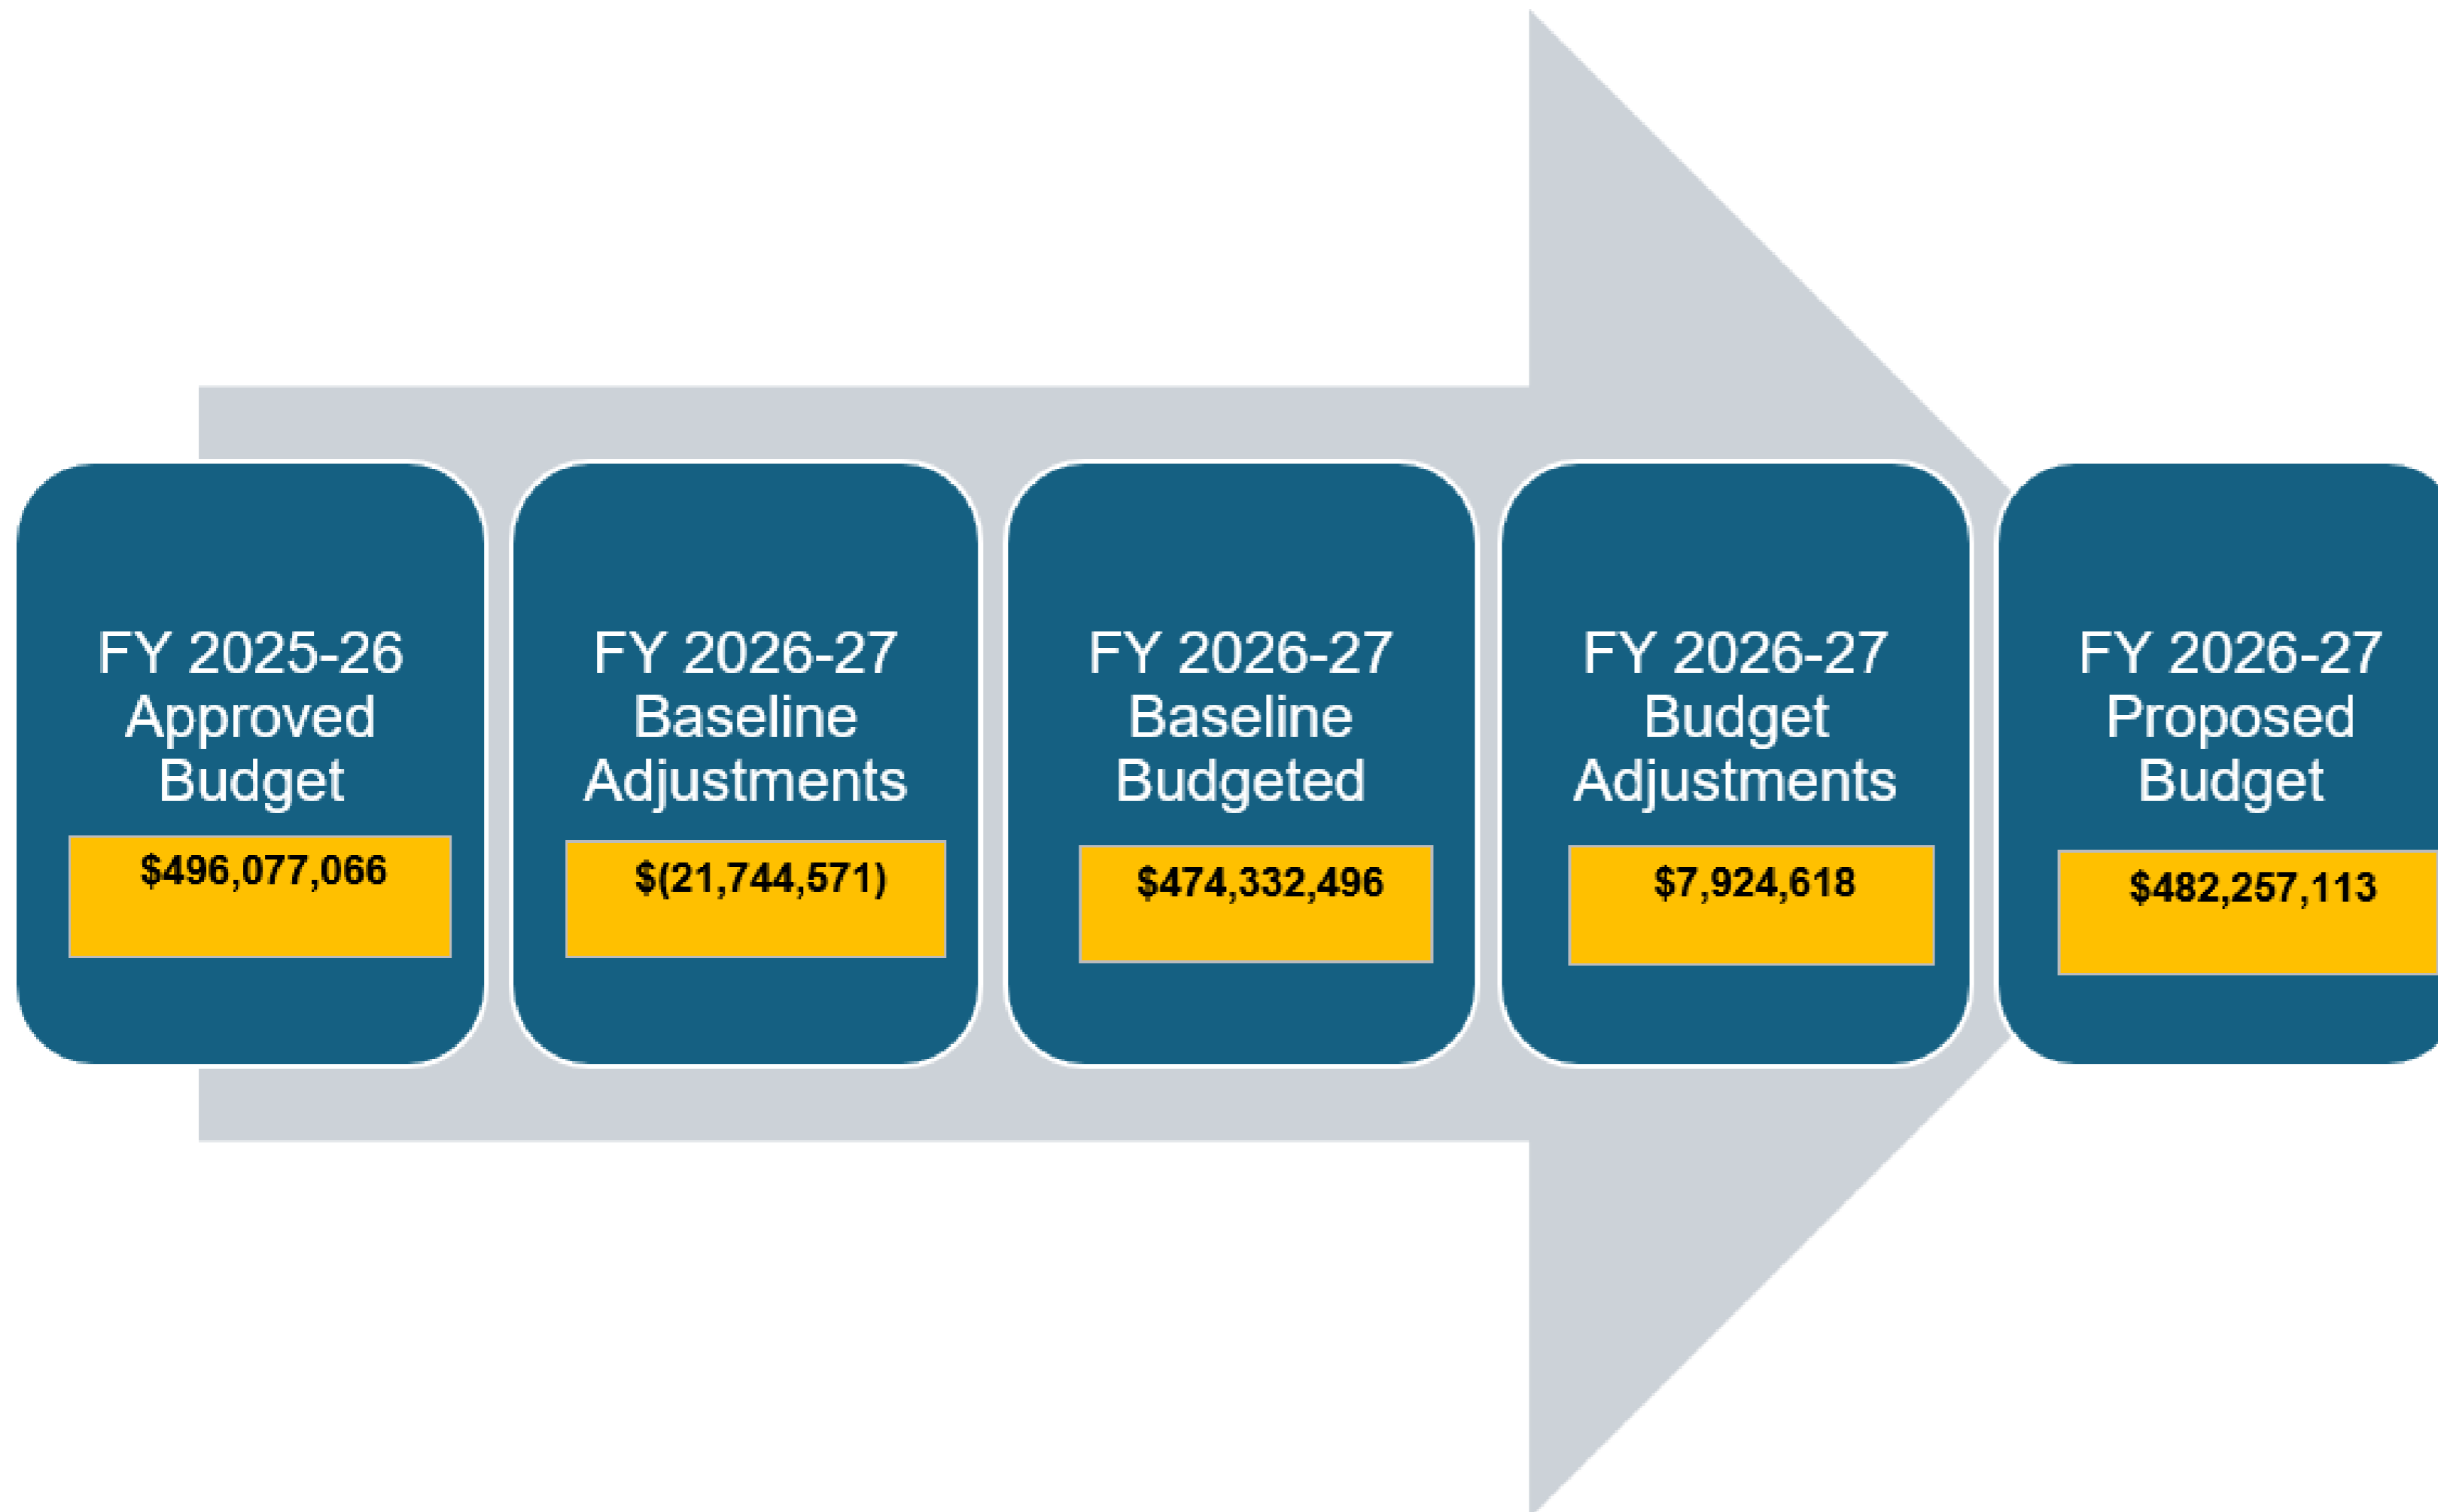 FY 2025-26
Approved
Budget
$496,077,066
FY 2026-27
Baseline
Adjustments
$(21,744,571)
FY 2026-27
Baseline
Budgeted
$474,332,496
FY 2026-27
Budget
Adjustments
$7,924,618
FY 2026-27
Proposed
Budget
$482,257,113